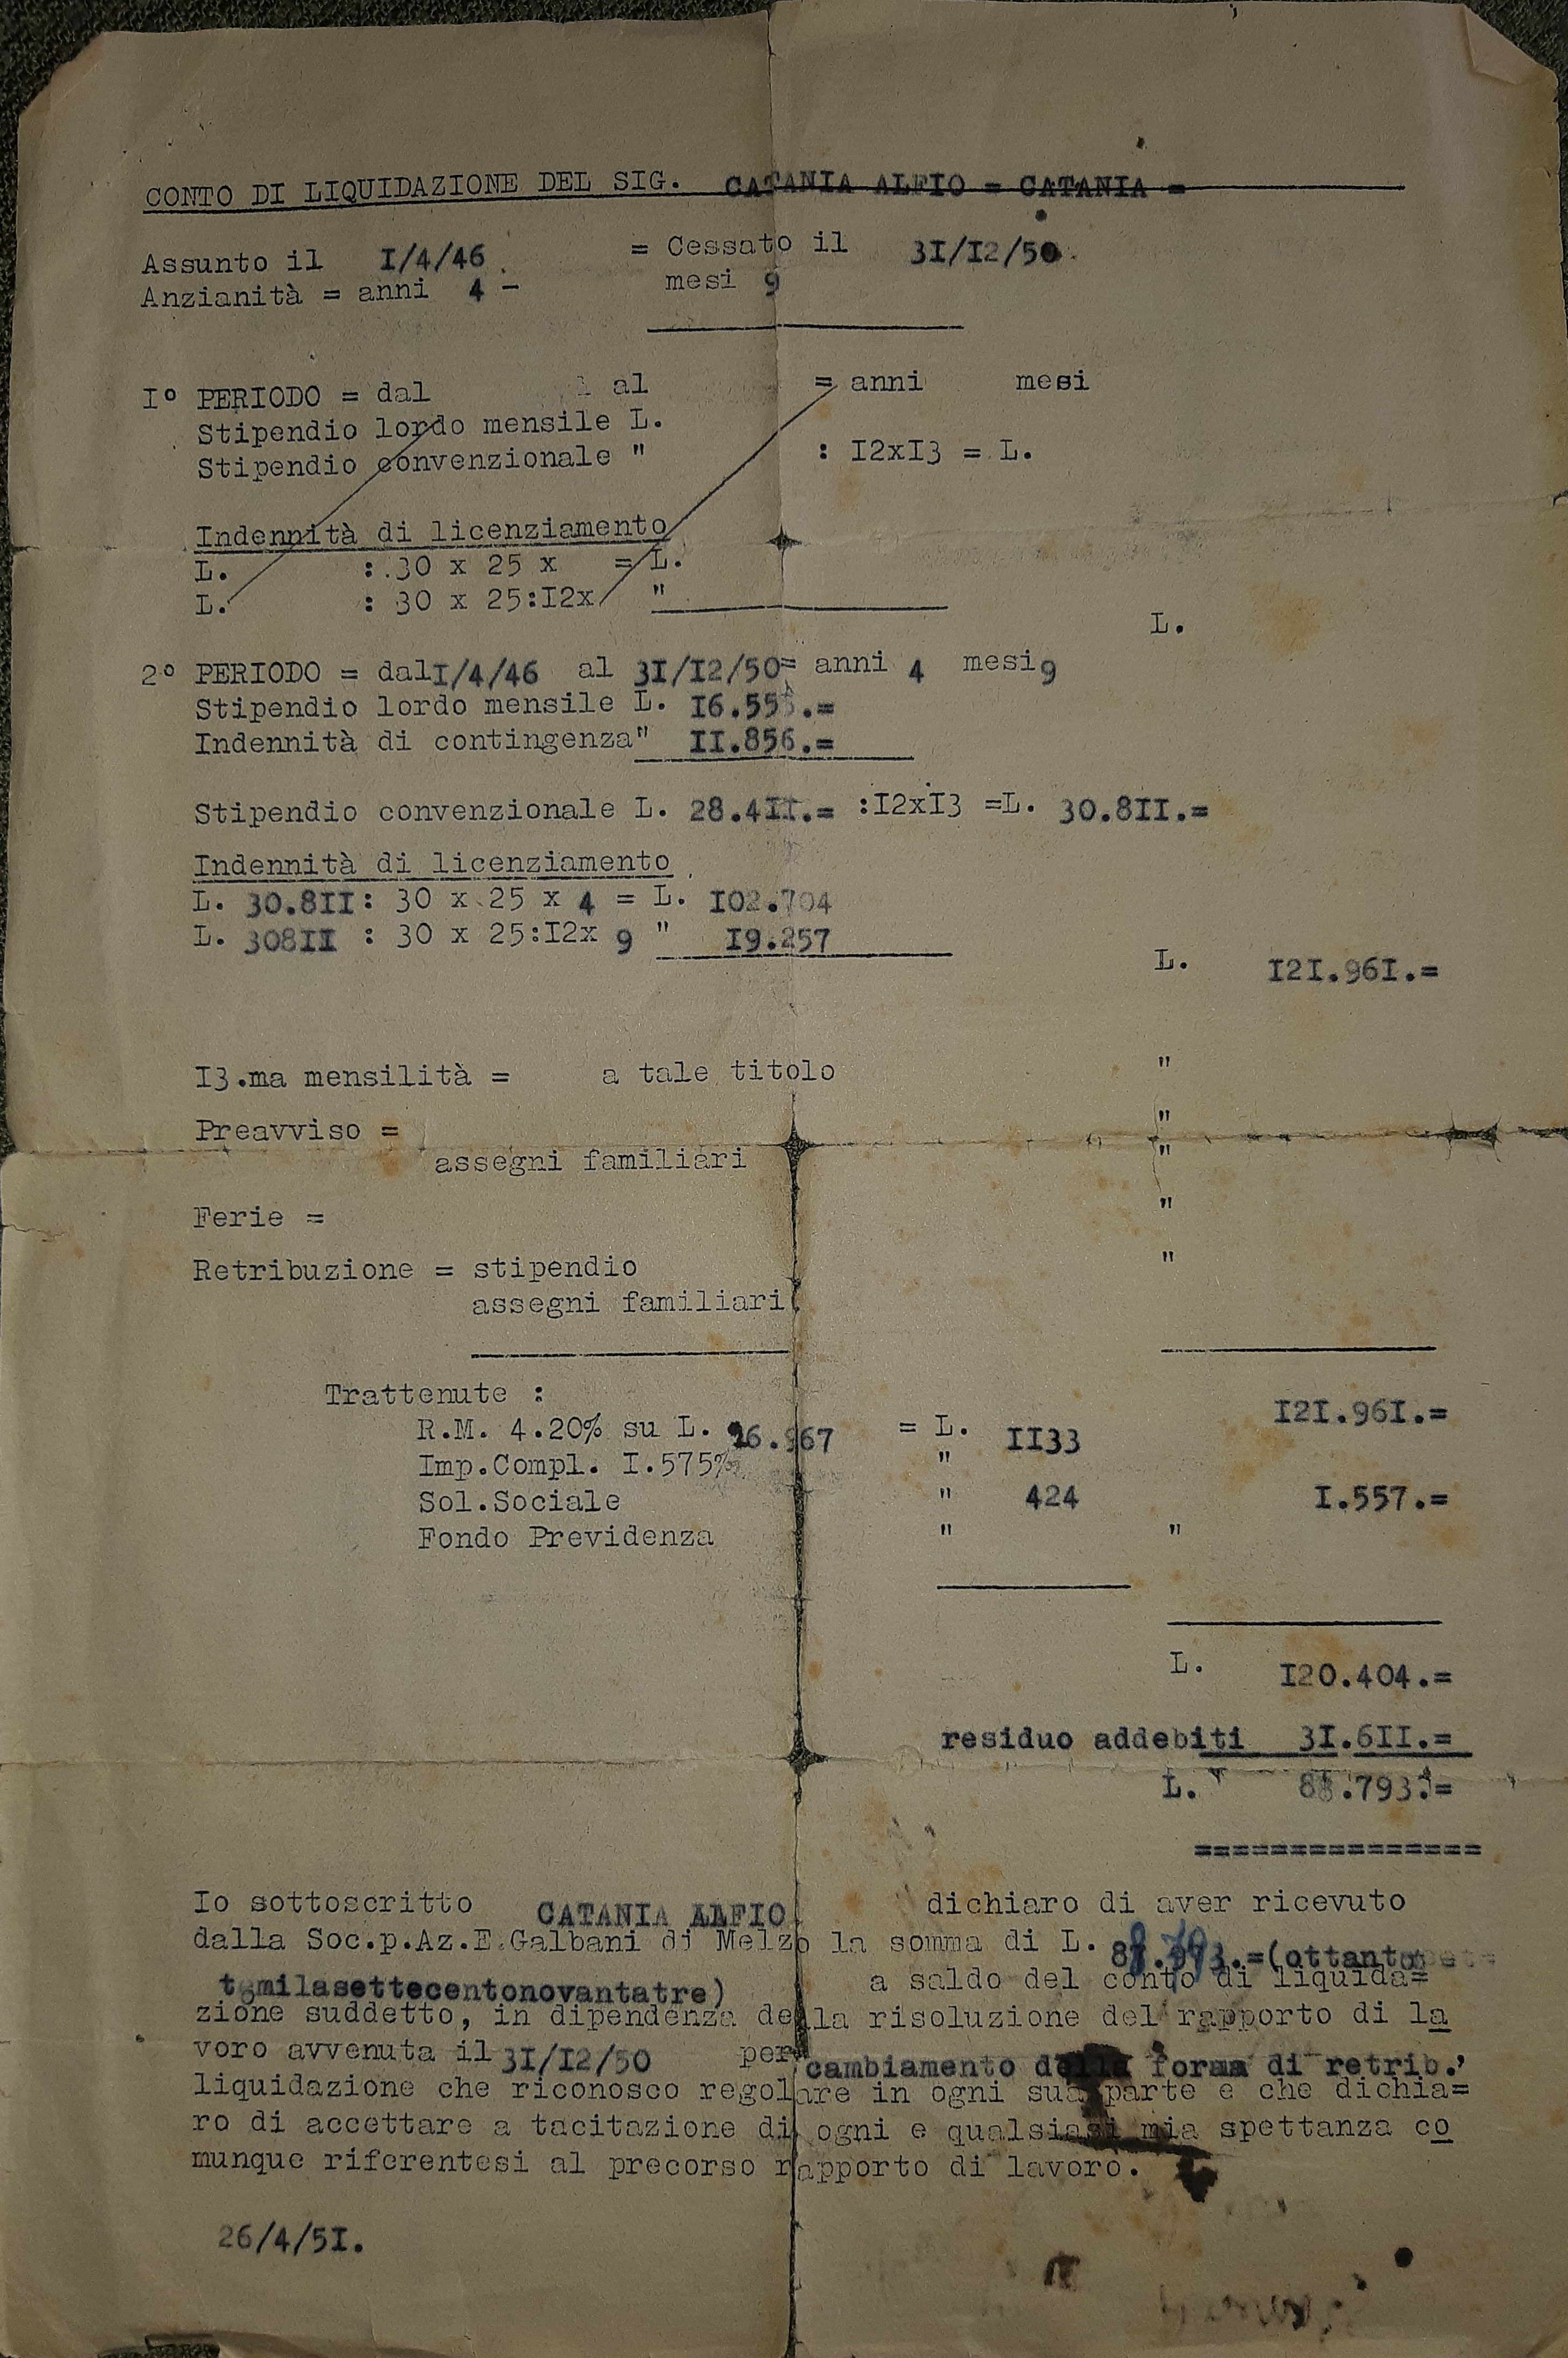 CONTO DI LIQUIDAZIONE DEL SIG. CATANIA ALFIO = CATANIA =
Assunto il I/4/46 = Cessato il 3I/I2/50
Anzianità = anni 4 - mesi 9
I° PERIODO = dal al = anni mesi
Stipendio lordo mensile L.
Stipendio convenzionale " : I2xI3 = L.
Indennità di licenziamento
L. : 30 x 25 x = L.
L. : 30 x 25:I2x "
L.
2° PERIODO = dal I/4/46 al 3I/I2/50= anni 4 mesi 9
Stipendio lordo mensile L. I6.555.=
Indennità di contingenza" II.856.=
Stipendio convenzionale L. 28.4II.= :I2xI3 =L. 30.8II.=
Indennità di licenziamento
L. 30.8II: 30 x 25 x 4 = L. I02.704
L. 308II : 30 x 25:I2x 9 " I9.257
L. I2I.96I.=
I3.ma mensilità = a tale titolo "
Preavviso = "
assegni familiari "
Ferie = "
Retribuzione = stipendio "
assegni familiari
Trattenute :
I2I.96I.=
R.M. 4.20% su L. 26.967 = L. II33
Imp.Compl. I.575% "
Sol.Sociale " 424 I.557.=
Fondo Previdenza " "
L. I20.404.=
residuo addebiti 3I.6II.=
L. 88.793.=
===============
Io sottoscritto CATANIA ALFIO dichiaro di aver ricevuto
dalla Soc.p.Az.E.Galbani di Melzo la somma di L.
temilasettecentonovantatre) a saldo del conto di liquida=
zione suddetto, in dipendenza della risoluzione del rapporto di la
voro avvenuta il 3I/I2/50 per cambiamento della forma di retrib.'
liquidazione che riconosco regolare in ogni sua parte e che dichia=
ro di accettare a tacitazione di ogni e qualsiasi mia spettanza co
munque riferentesi al precorso rapporto di lavoro.
26/4/5I.